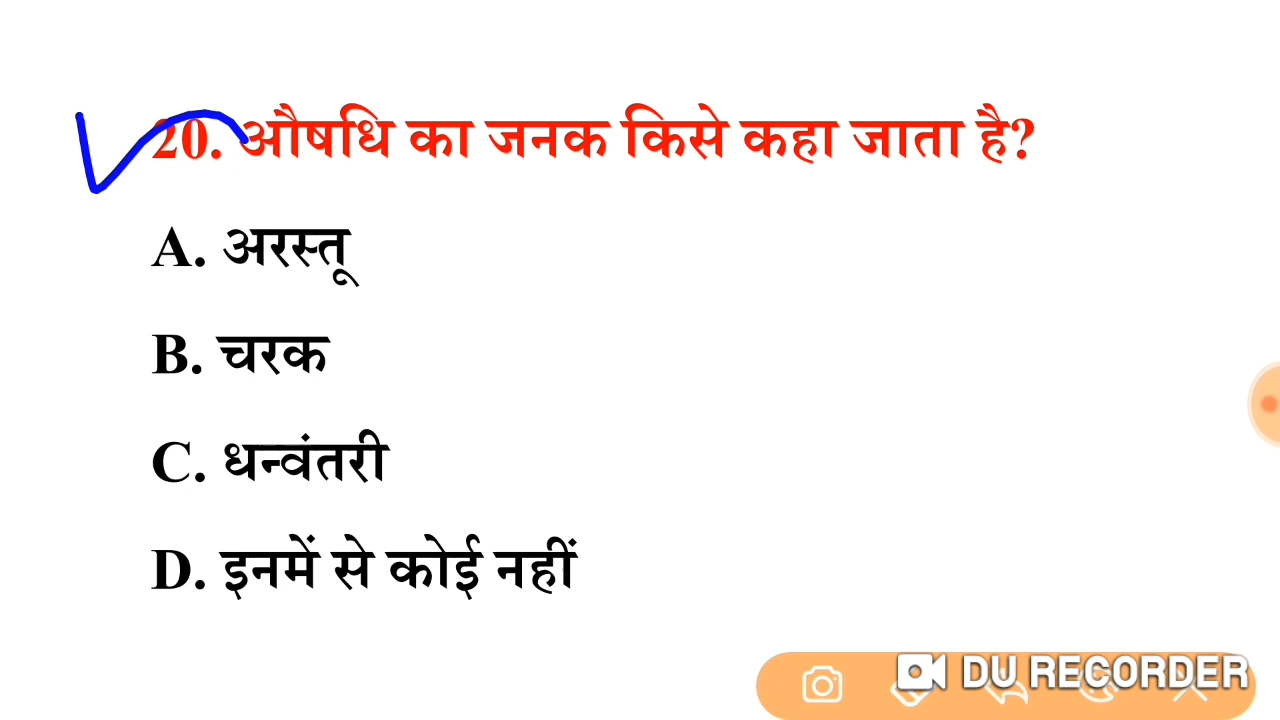 20. औषधि का जनक किसे कहा जाता है?
A. अरस्तू
B. चरक
C. धन्वंतरी
D. इनमें से कोई नहीं
DU RECORDER